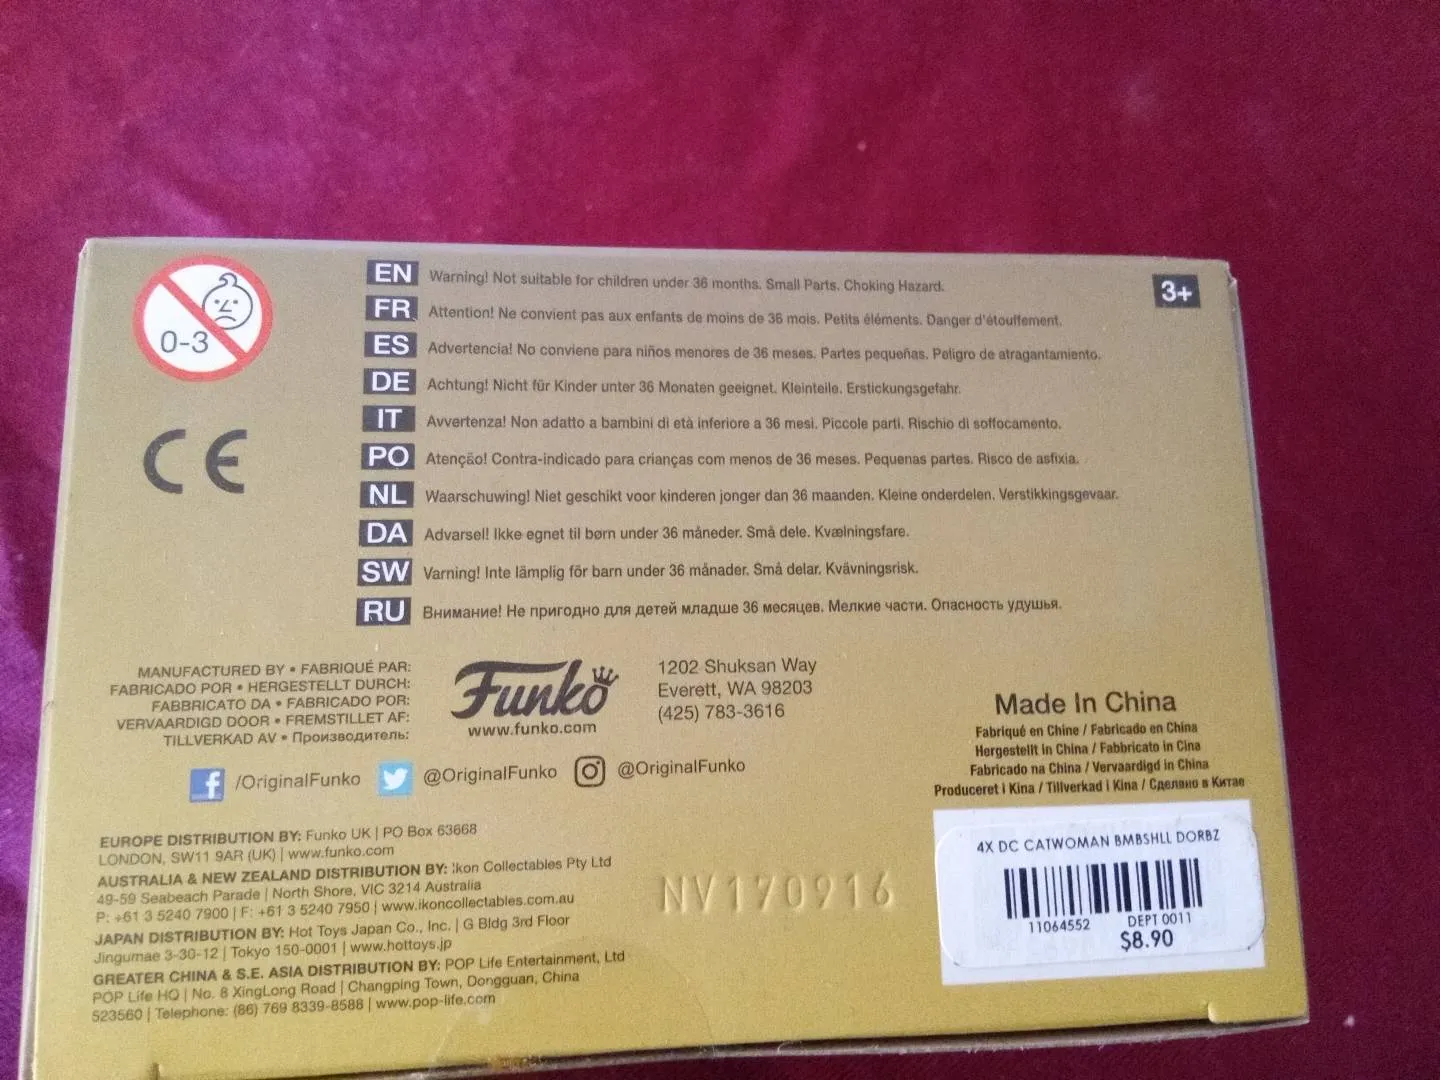 0-3
EN Warning! Not suitable for children under 36 months. Small Parts. Choking Hazard.
3+
FR Attention! Ne convient pas aux enfants de moins de 36 mois. Petits éléments. Danger d'étouffement.
ES Advertencia! No conviene para niños menores de 36 meses. Partes pequeñas. Peligro de atragantamiento.
DE Achtung! Nicht für Kinder unter 36 Monaten geeignet. Kleinteile. Erstickungsgefahr.
IT Avvertenza! Non adatto a bambini di età inferiore a 36 mesi. Piccole parti. Rischio di soffocamento.
PO Atenção! Contra-indicado para crianças com menos de 36 meses. Pequenas partes. Risco de asfixia.
NL Waarschuwing! Niet geschikt voor kinderen jonger dan 36 maanden. Kleine onderdelen. Verstikkingsgevaar.
DA Advarsel! Ikke egnet til børn under 36 måneder. Små dele. Kvælningsfare.
SW Varning! Inte lämplig för barn under 36 månader. Små delar. Kvävningsrisk.
RU Внимание! Не пригодно для детей младше 36 месяцев. Мелкие части. Опасность удушья.
CE
MANUFACTURED BY • FABRIQUÉ PAR:
FABRICADO POR • HERGESTELLT DURCH:
FABBRICATO DA • FABRICADO POR:
VERVAARDIGD DOOR • FREMSTILLET AF:
TILLVERKAD AV • Производитель:
Funko
www.funko.com
1202 Shuksan Way
Everett, WA 98203
(425) 783-3616
/OriginalFunko @OriginalFunko @OriginalFunko
Made In China
Fabriqué en Chine / Fabricado en China
Hergestellt in China / Fabbricato in Cina
Fabricado na China / Vervaardigd in China
Produceret i Kina / Tillverkad i Kina / Сделано в Китае
EUROPE DISTRIBUTION BY: Funko UK | PO Box 63668
LONDON, SW11 9AR (UK) | www.funko.com
AUSTRALIA & NEW ZEALAND DISTRIBUTION BY: Ikon Collectables Pty Ltd
49-59 Seabeach Parade | North Shore, VIC 3214 Australia
P: +61 3 5240 7900 | F: +61 3 5240 7950 | www.ikoncollectables.com.au
JAPAN DISTRIBUTION BY: Hot Toys Japan Co., Inc. | G Bldg 3rd Floor
Jingumae 3-30-12 | Tokyo 150-0001 | www.hottoys.jp
GREATER CHINA & S.E. ASIA DISTRIBUTION BY: POP Life Entertainment, Ltd
POP Life HQ | No. 8 XingLong Road | Changping Town, Dongguan, China
523560 | Telephone: (86) 769 8339-8588 | www.pop-life.com
NV170916
4X DC CATWOMAN BMBSHLL DORBZ
11064552 DEPT 0011
$8.90